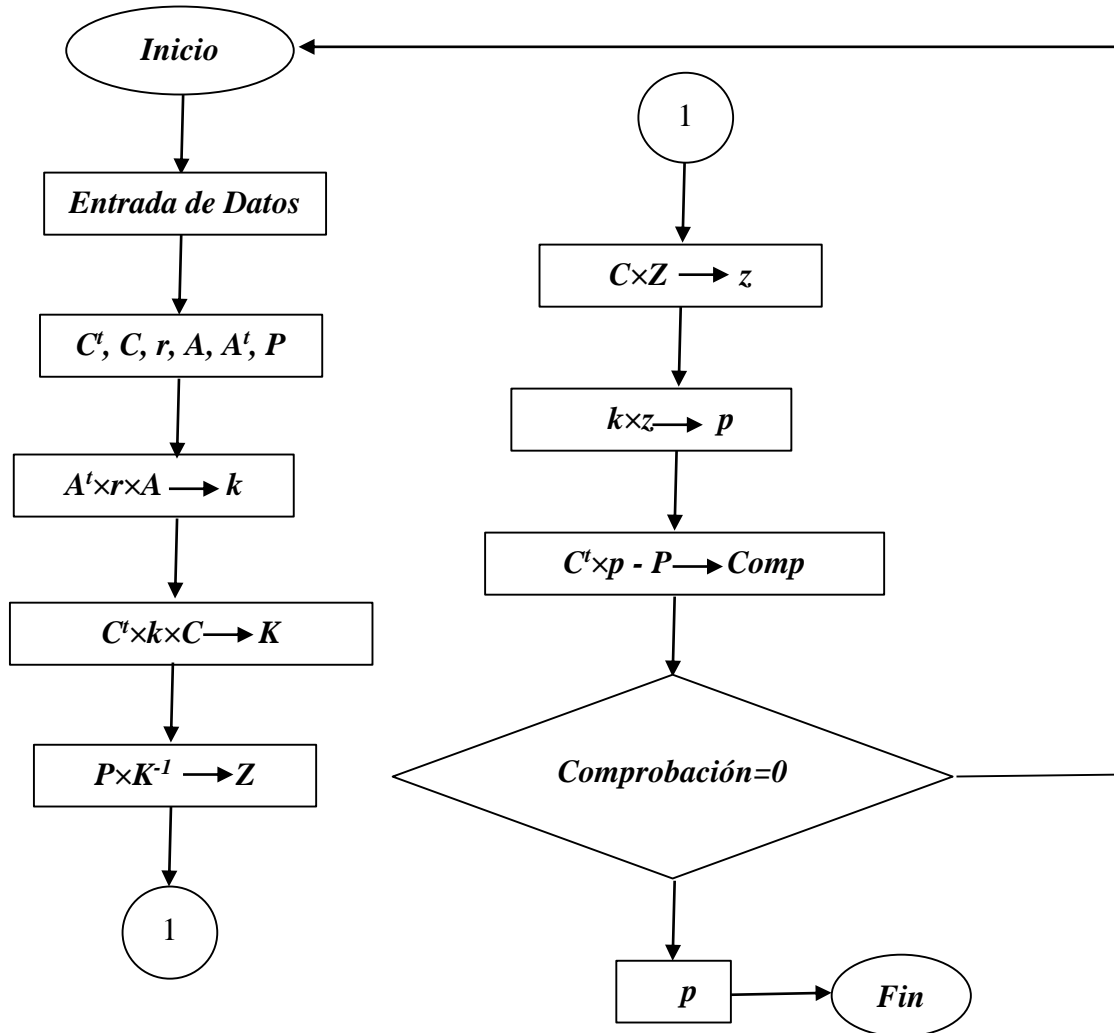 Inicio
Entrada de Datos
Cᵗ, C, r, A, Aᵗ, P
Aᵗ×r×A → k
Cᵗ×k×C → K
P×K⁻¹ → Z
1
1
C×Z → z
k×z → p
Cᵗ×p - P → Comp
Comprobación=0
p
Fin